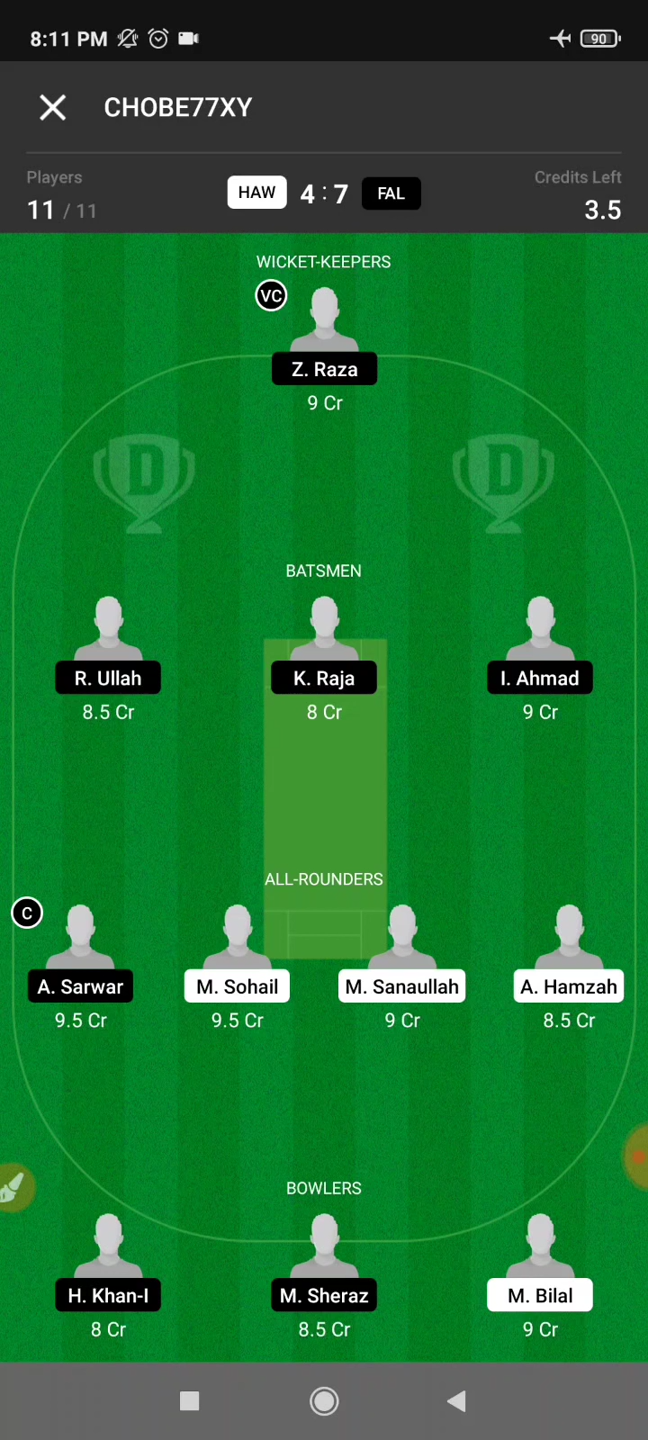 8:11 PM
90
CHOBE77XY
Players
Credits Left
11 / 11
HAW 4 : 7 FAL
3.5
WICKET-KEEPERS
VC
Z. Raza
9 Cr
D D
BATSMEN
R. Ullah K. Raja I. Ahmad
8.5 Cr 8 Cr 9 Cr
ALL-ROUNDERS
C
A. Sarwar M. Sohail M. Sanaullah A. Hamzah
9.5 Cr 9.5 Cr 9 Cr 8.5 Cr
BOWLERS
H. Khan-I M. Sheraz M. Bilal
8 Cr 8.5 Cr 9 Cr